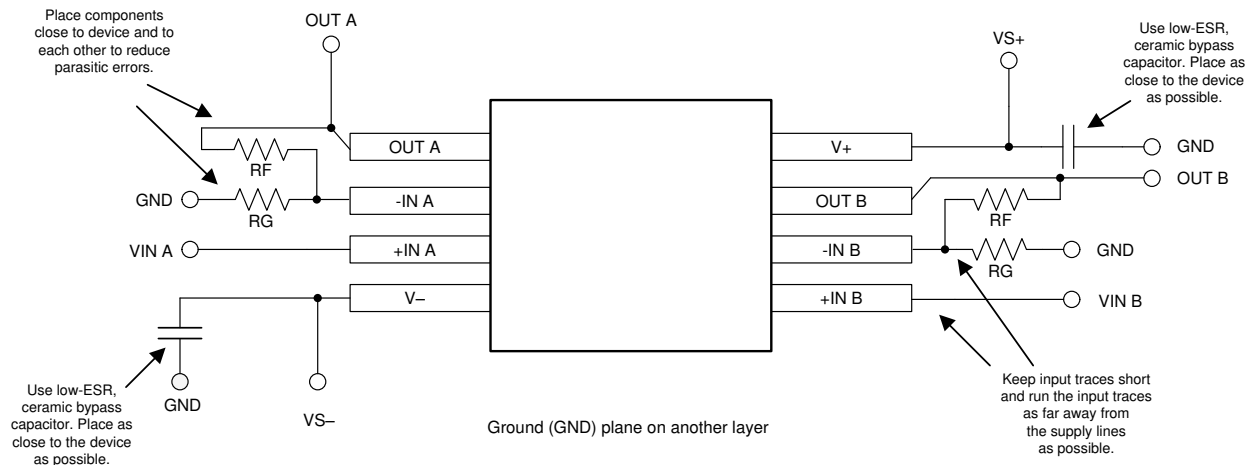 Place components
close to device and to
each other to reduce
parasitic errors.
OUT A
OUT A
RF
GND
RG
-IN A
VIN A
+IN A
V–
GND
VS–
Use low-ESR,
ceramic bypass
capacitor. Place as
close to the device
as possible.
VS+
Use low-ESR,
ceramic bypass
capacitor. Place as
close to the device
as possible.
V+
GND
OUT B
OUT B
RF
-IN B
RG
GND
+IN B
VIN B
Keep input traces short
and run the input traces
as far away from
the supply lines
as possible.
Ground (GND) plane on another layer